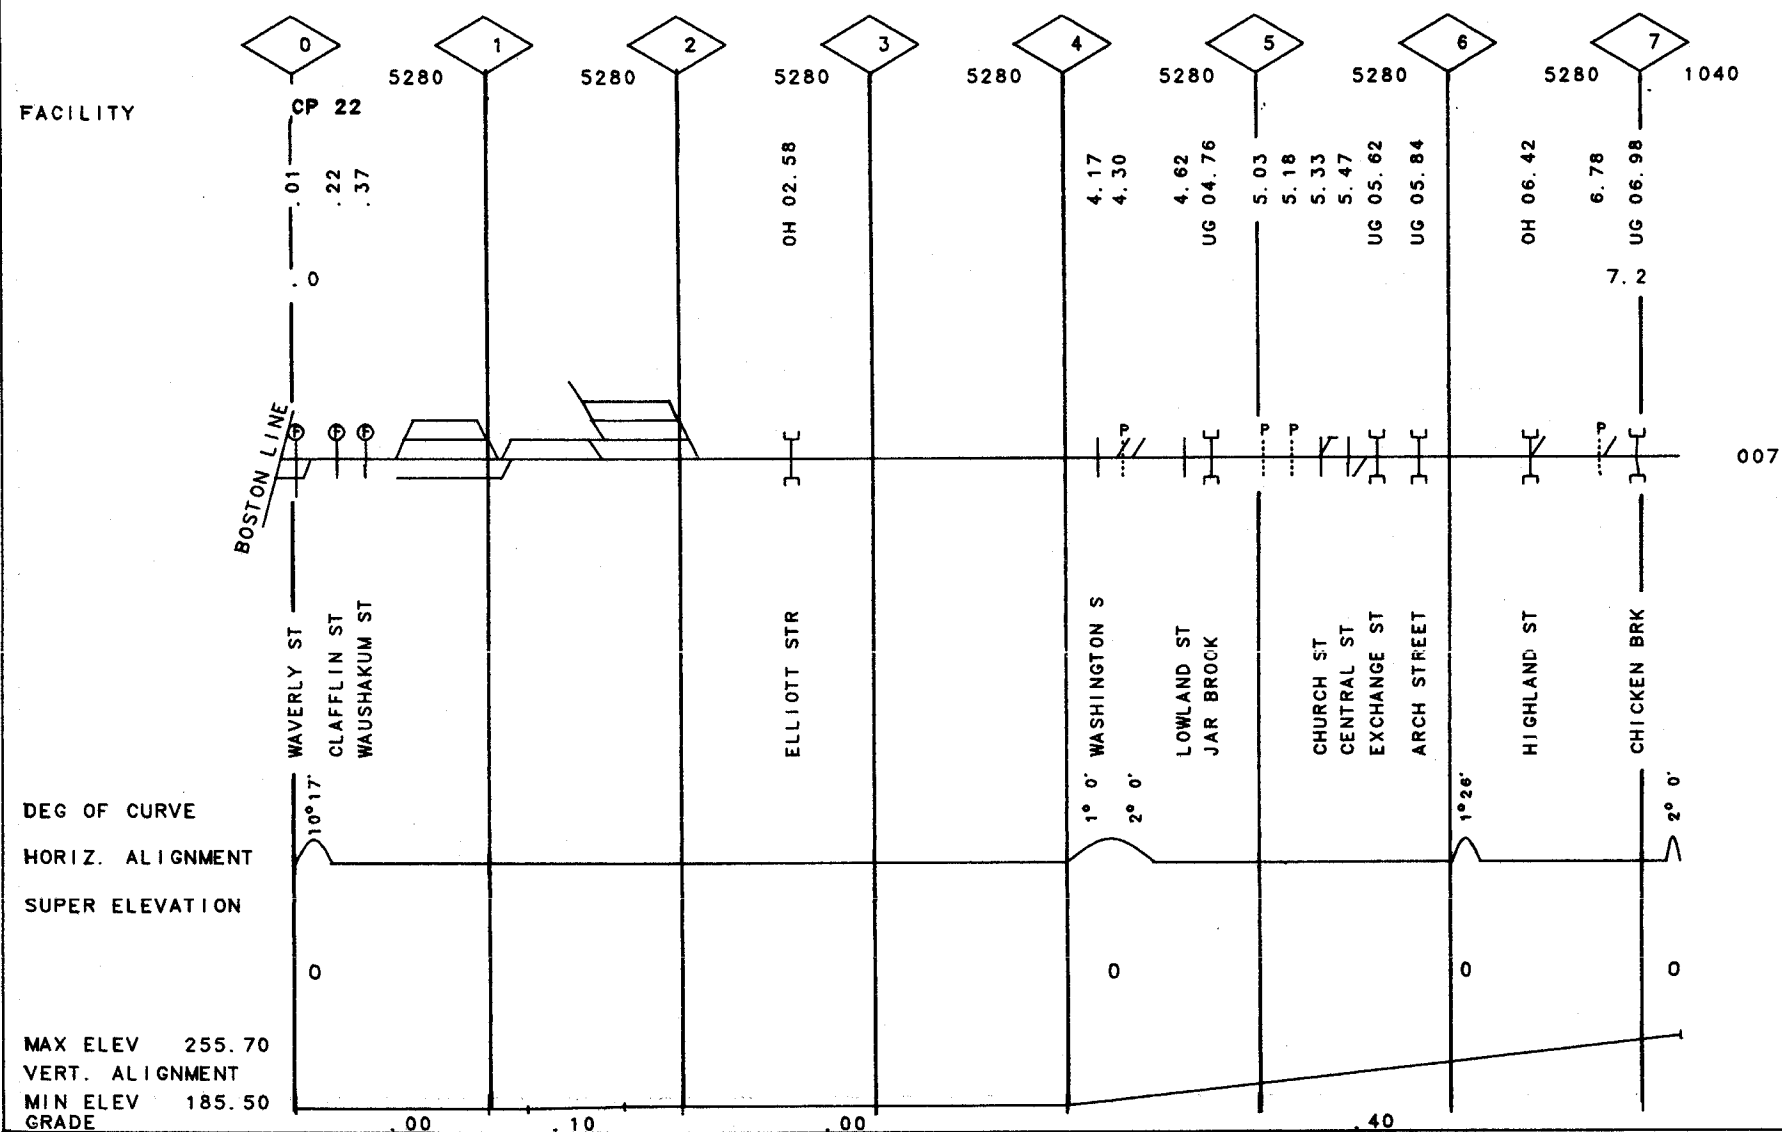 0 1 2 3 4 5 6 7
5280 5280 5280 5280 5280 5280 5280 1040
FACILITY
CP 22
.01
.22
.37
OH 02.58
4.17
4.30
4.62
UG 04.76
5.03
5.18
5.33
5.47
UG 05.62
UG 05.84
OH 06.42
6.78
UG 06.98
.0
7.2
BOSTON LINE
F F F
P P P P
007
WAVERLY ST
CLAFFLIN ST
WAUSHAKUM ST
ELLIOTT STR
WASHINGTON S
LOWLAND ST
JAR BROOK
CHURCH ST
CENTRAL ST
EXCHANGE ST
ARCH STREET
HIGHLAND ST
CHICKEN BRK
DEG OF CURVE
10°17'
1° 0'
2° 0'
1°26'
2° 0'
HORIZ. ALIGNMENT
SUPER ELEVATION
0 0 0 0
MAX ELEV 255.70
VERT. ALIGNMENT
MIN ELEV 185.50
GRADE .00 .10 .00 .40